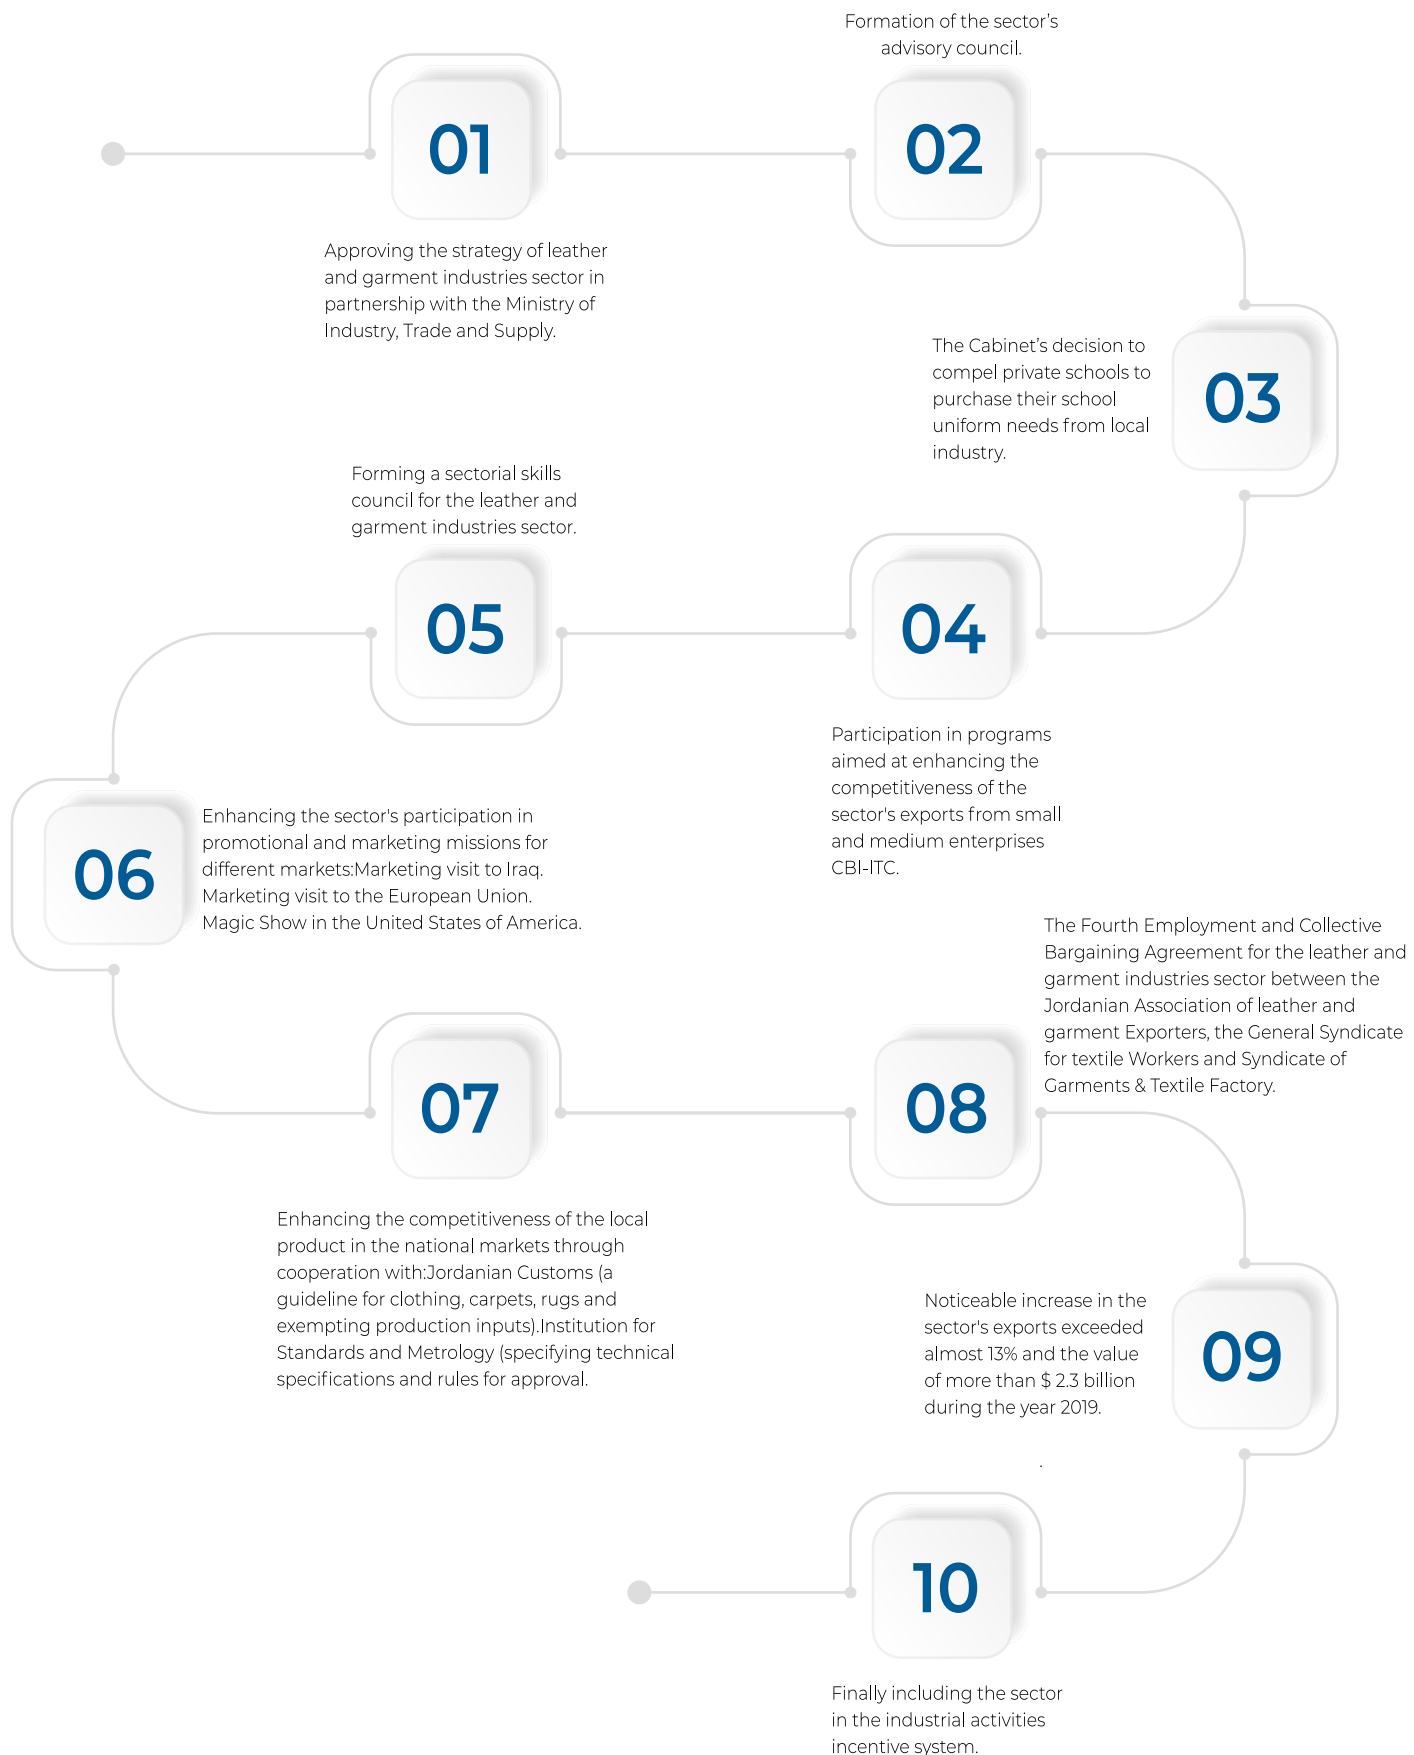 01
Approving the strategy of leather
and garment industries sector in
partnership with the Ministry of
Industry, Trade and Supply.
Formation of the sector’s
advisory council.
02
The Cabinet’s decision to
compel private schools to
purchase their school
uniform needs from local
industry.
03
04
Participation in programs
aimed at enhancing the
competitiveness of the
sector's exports from small
and medium enterprises
CBI-ITC.
Forming a sectorial skills
council for the leather and
garment industries sector.
05
06
Enhancing the sector's participation in
promotional and marketing missions for
different markets:Marketing visit to Iraq.
Marketing visit to the European Union.
Magic Show in the United States of America.
07
Enhancing the competitiveness of the local
product in the national markets through
cooperation with:Jordanian Customs (a
guideline for clothing, carpets, rugs and
exempting production inputs).Institution for
Standards and Metrology (specifying technical
specifications and rules for approval.
08
The Fourth Employment and Collective
Bargaining Agreement for the leather and
garment industries sector between the
Jordanian Association of leather and
garment Exporters, the General Syndicate
for textile Workers and Syndicate of
Garments & Textile Factory.
Noticeable increase in the
sector's exports exceeded
almost 13% and the value
of more than $ 2.3 billion
during the year 2019.
.
09
10
Finally including the sector
in the industrial activities
incentive system.